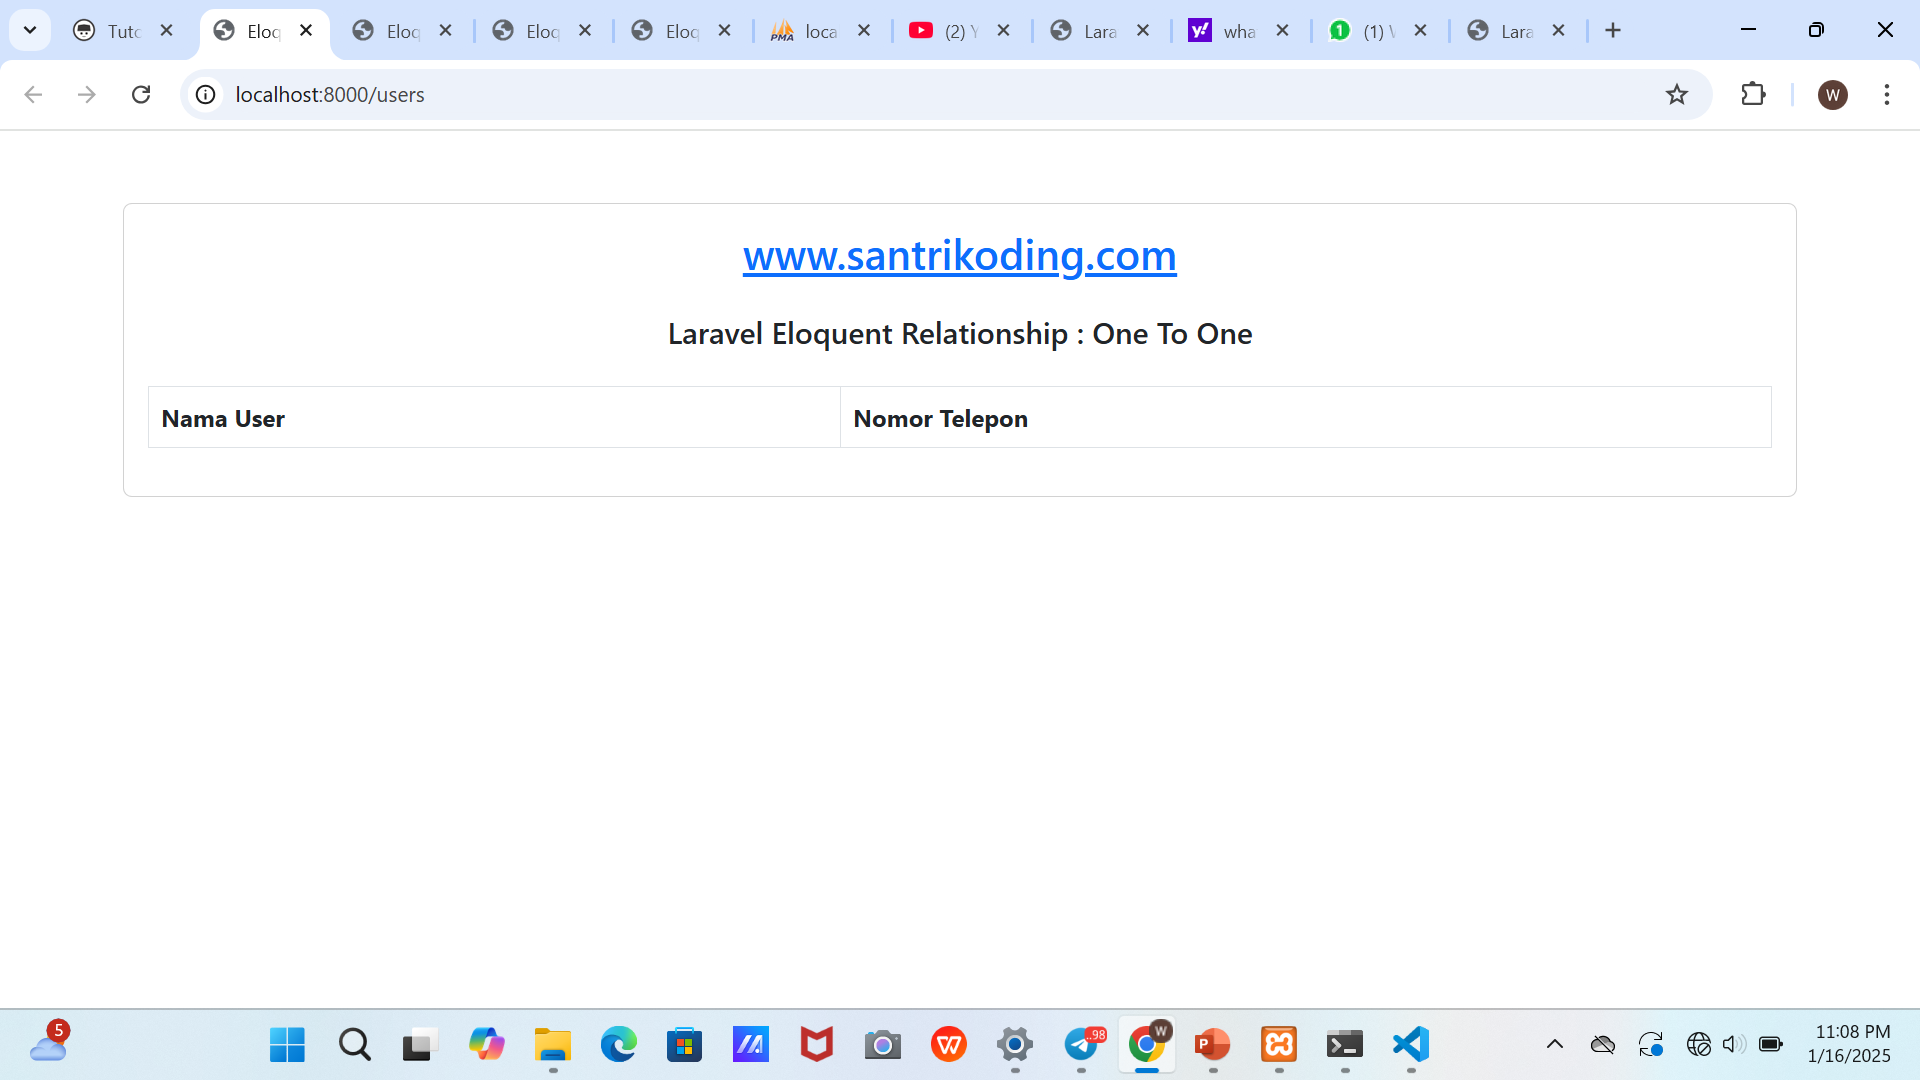 Tuto
Eloq
Eloq
Eloq
Eloq
loca
(2) Y
Lara
wha
(1) W
Lara
localhost:8000/users
W
www.santrikoding.com
Laravel Eloquent Relationship : One To One
Nama User
Nomor Telepon
5
..98
W
11:08 PM
1/16/2025